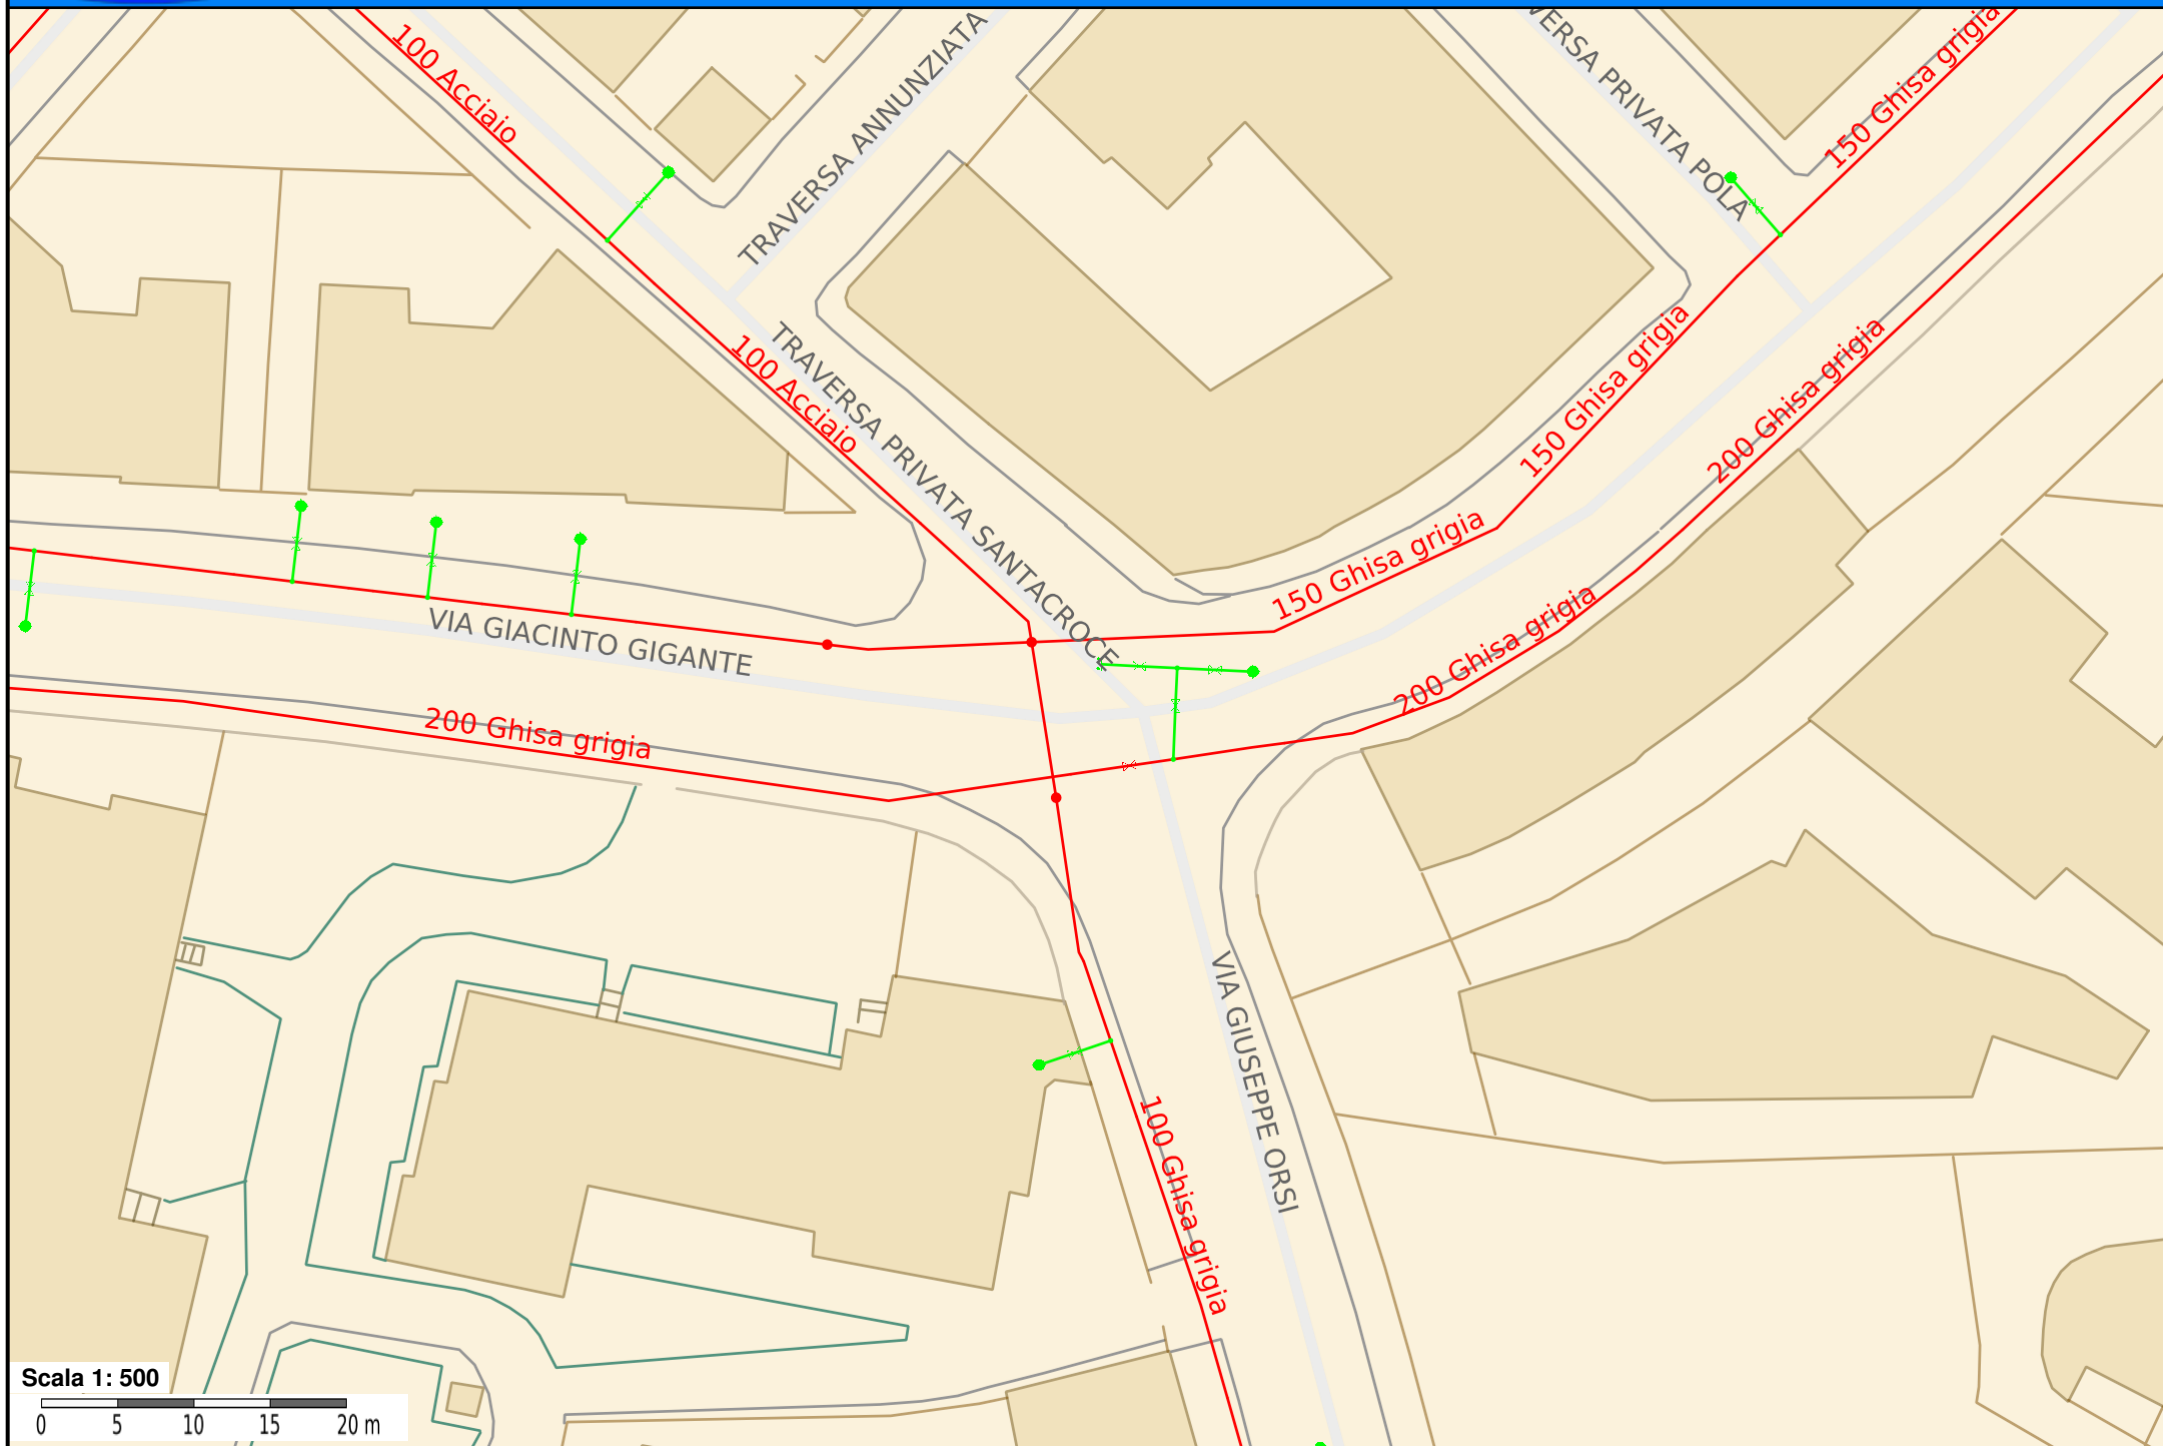 100 Acciaio
TRAVERSA ANNUNZIATA
VERSA PRIVATA POLA
150 Ghisa grigia
100 Acciaio
TRAVERSA PRIVATA SANTACROCE
150 Ghisa grigia
200 Ghisa grigia
150 Ghisa grigia
VIA GIACINTO GIGANTE
200 Ghisa grigia
200 Ghisa grigia
VIA GIUSEPPE ORSI
100 Ghisa grigia
Scala 1: 500
0 5 10 15 20 m